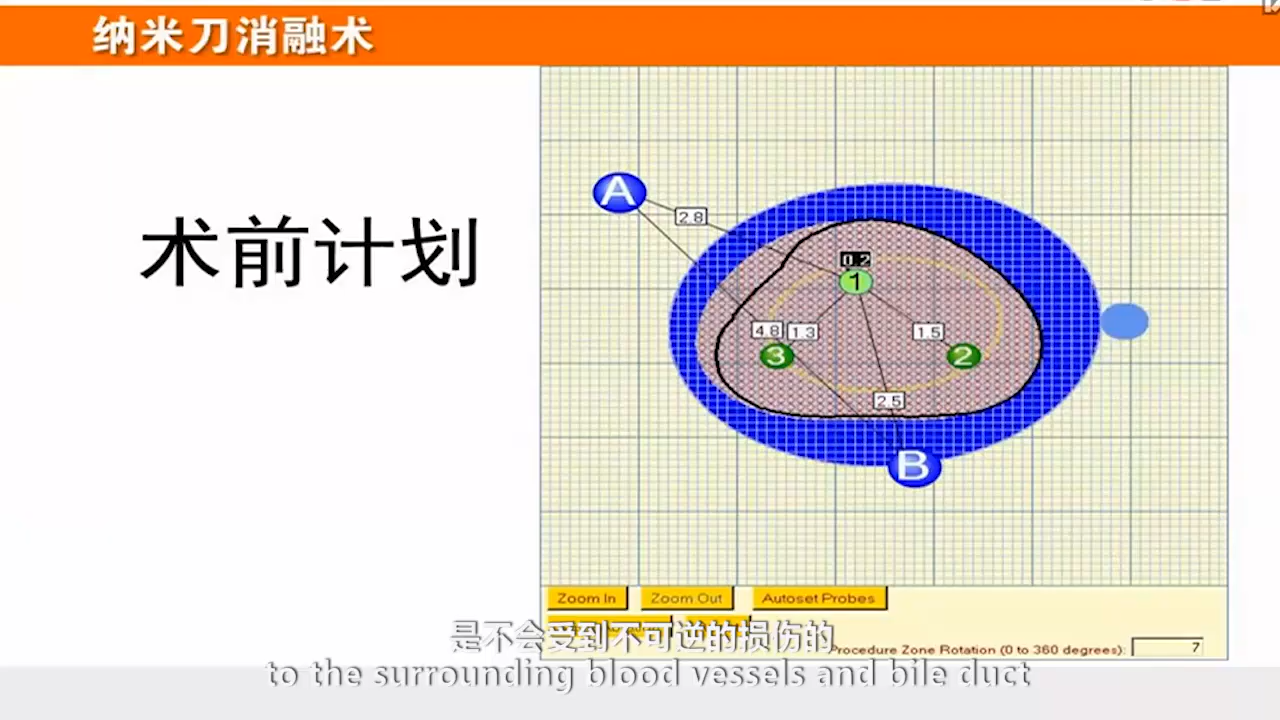 纳米刀消融术
术前计划
A
2.8
0.2
1
4.8
1.3
1.5
3
2
2.5
B
Zoom In
Zoom Out
Autoset Probes
是不会受到不可逆的损伤的
Procedure Zone Rotation (0 to 360 degrees):
7
to the surrounding blood vessels and bile duct